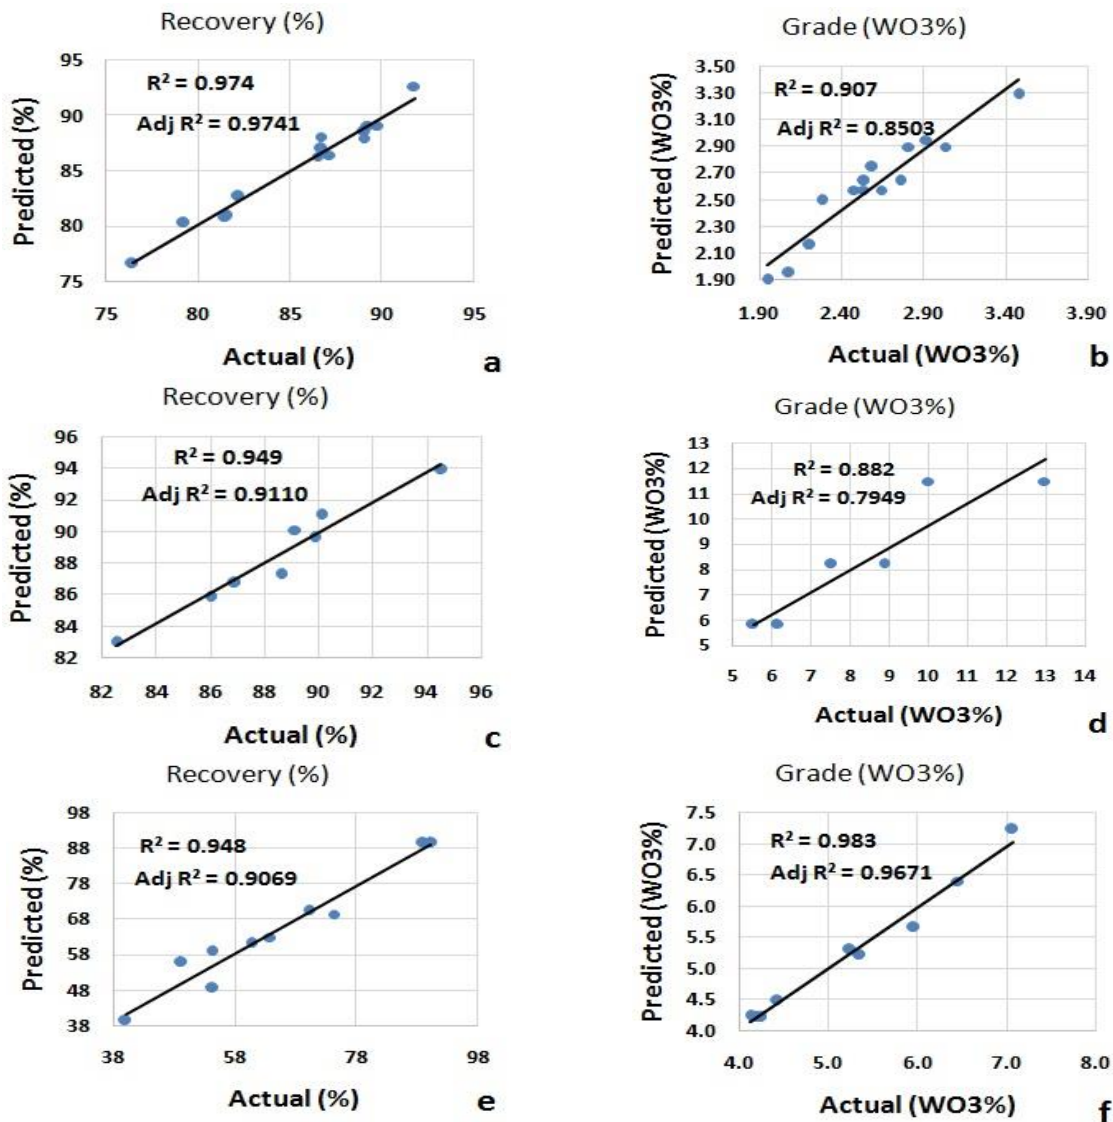 Recovery (%)
R² = 0.974
Adj R² = 0.9741
Predicted (%)
95
90
85
80
75
75 80 85 90 95
Actual (%)
a
Grade (WO3%)
R² = 0.907
Adj R² = 0.8503
Predicted (WO3%)
3.50
3.30
3.10
2.90
2.70
2.50
2.30
2.10
1.90
1.90 2.40 2.90 3.40 3.90
Actual (WO3%)
b
Recovery (%)
R² = 0.949
Adj R² = 0.9110
Predicted (%)
96
94
92
90
88
86
84
82
82 84 86 88 90 92 94 96
Actual (%)
c
Grade (WO3%)
R² = 0.882
Adj R² = 0.7949
Predicted (WO3%)
13
12
11
10
9
8
7
6
5
5 6 7 8 9 10 11 12 13 14
Actual (WO3%)
d
Recovery (%)
R² = 0.948
Adj R² = 0.9069
Predicted (%)
98
88
78
68
58
48
38
38 58 78 98
Actual (%)
e
Grade (WO3%)
R² = 0.983
Adj R² = 0.9671
Predicted (WO3%)
7.5
7.0
6.5
6.0
5.5
5.0
4.5
4.0
4.0 5.0 6.0 7.0 8.0
Actual (WO3%)
f